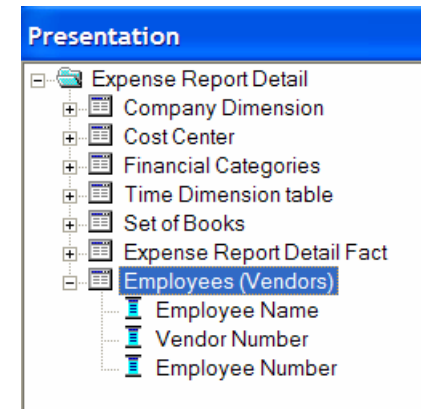 Presentation
Expense Report Detail
Company Dimension
Cost Center
Financial Categories
Time Dimension table
Set of Books
Expense Report Detail Fact
Employees (Vendors)
Employee Name
Vendor Number
Employee Number